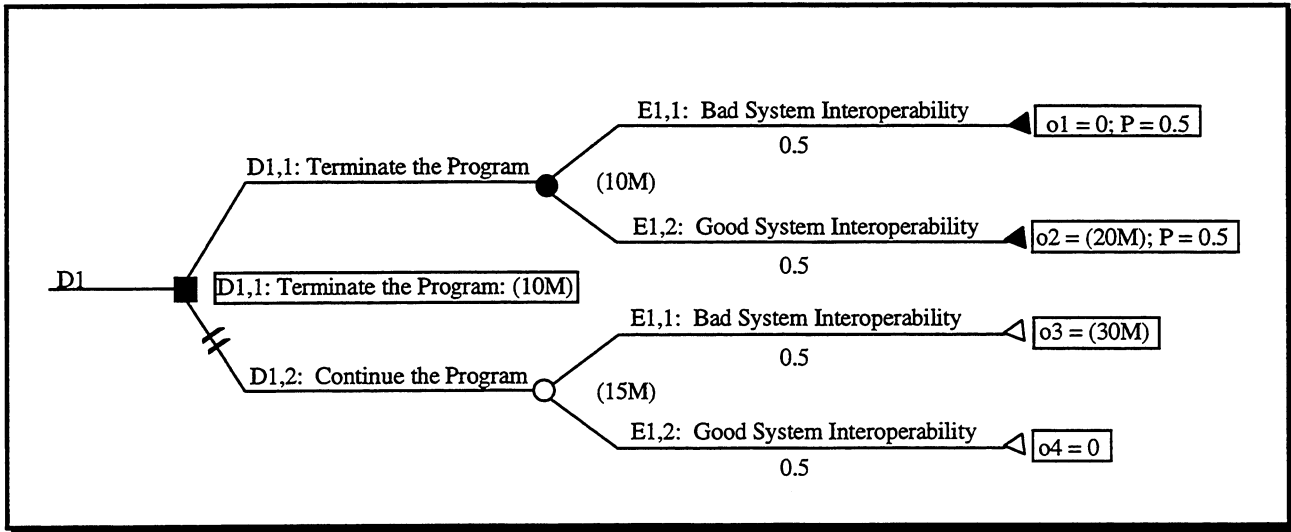 E1,1: Bad System Interoperability
0.5
o1 = 0; P = 0.5
D1,1: Terminate the Program
(10M)
E1,2: Good System Interoperability
0.5
o2 = (20M); P = 0.5
D1
D1,1: Terminate the Program: (10M)
E1,1: Bad System Interoperability
0.5
o3 = (30M)
D1,2: Continue the Program
(15M)
E1,2: Good System Interoperability
0.5
o4 = 0